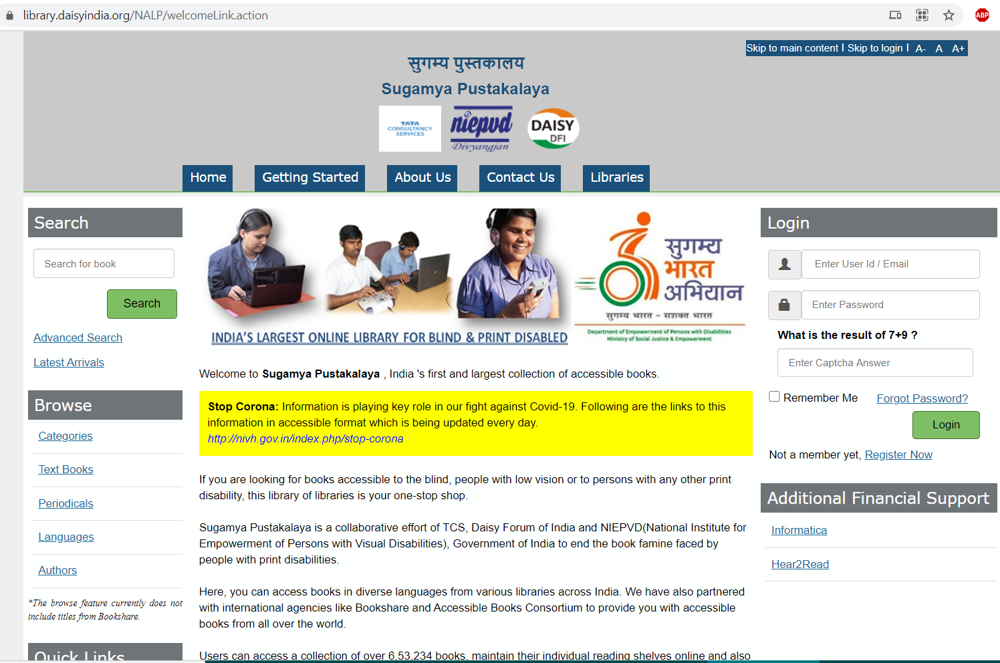 library.daisyindia.org/NALP/welcomeLink.action
ABP
Skip to main content | Skip to login | A- A A+
सुगम्य पुस्तकालय
Sugamya Pustakalaya
TATA
CONSULTANCY
SERVICES
niepvd
Divyangjan
DAISY
DFI
Home Getting Started About Us Contact Us Libraries
Search
Search for book
Search
Advanced Search
Latest Arrivals
Browse
Categories
Text Books
Periodicals
Languages
Authors
*The browse feature currently does not
include titles from Bookshare.
Quick Links
INDIA'S LARGEST ONLINE LIBRARY FOR BLIND & PRINT DISABLED
सुगम्य
भारत
अभियान
सुगम्य भारत - सशक्त भारत
Department of Empowerment of Persons with Disabilities
Ministry of Social Justice & Empowerment
Welcome to Sugamya Pustakalaya , India 's first and largest collection of accessible books.
Stop Corona: Information is playing key role in our fight against Covid-19. Following are the links to this
information in accessible format which is being updated every day.
http://nivh.gov.in/index.php/stop-corona
If you are looking for books accessible to the blind, people with low vision or to persons with any other print
disability, this library of libraries is your one-stop shop.
Sugamya Pustakalaya is a collaborative effort of TCS, Daisy Forum of India and NIEPVD(National Institute for
Empowerment of Persons with Visual Disabilities), Government of India to end the book famine faced by
people with print disabilities.
Here, you can access books in diverse languages from various libraries across India. We have also partnered
with international agencies like Bookshare and Accessible Books Consortium to provide you with accessible
books from all over the world.
Users can access a collection of over 6,53,234 books, maintain their individual reading shelves online and also
Login
Enter User Id / Email
Enter Password
What is the result of 7+9 ?
Enter Captcha Answer
Remember Me Forgot Password?
Login
Not a member yet, Register Now
Additional Financial Support
Informatica
Hear2Read